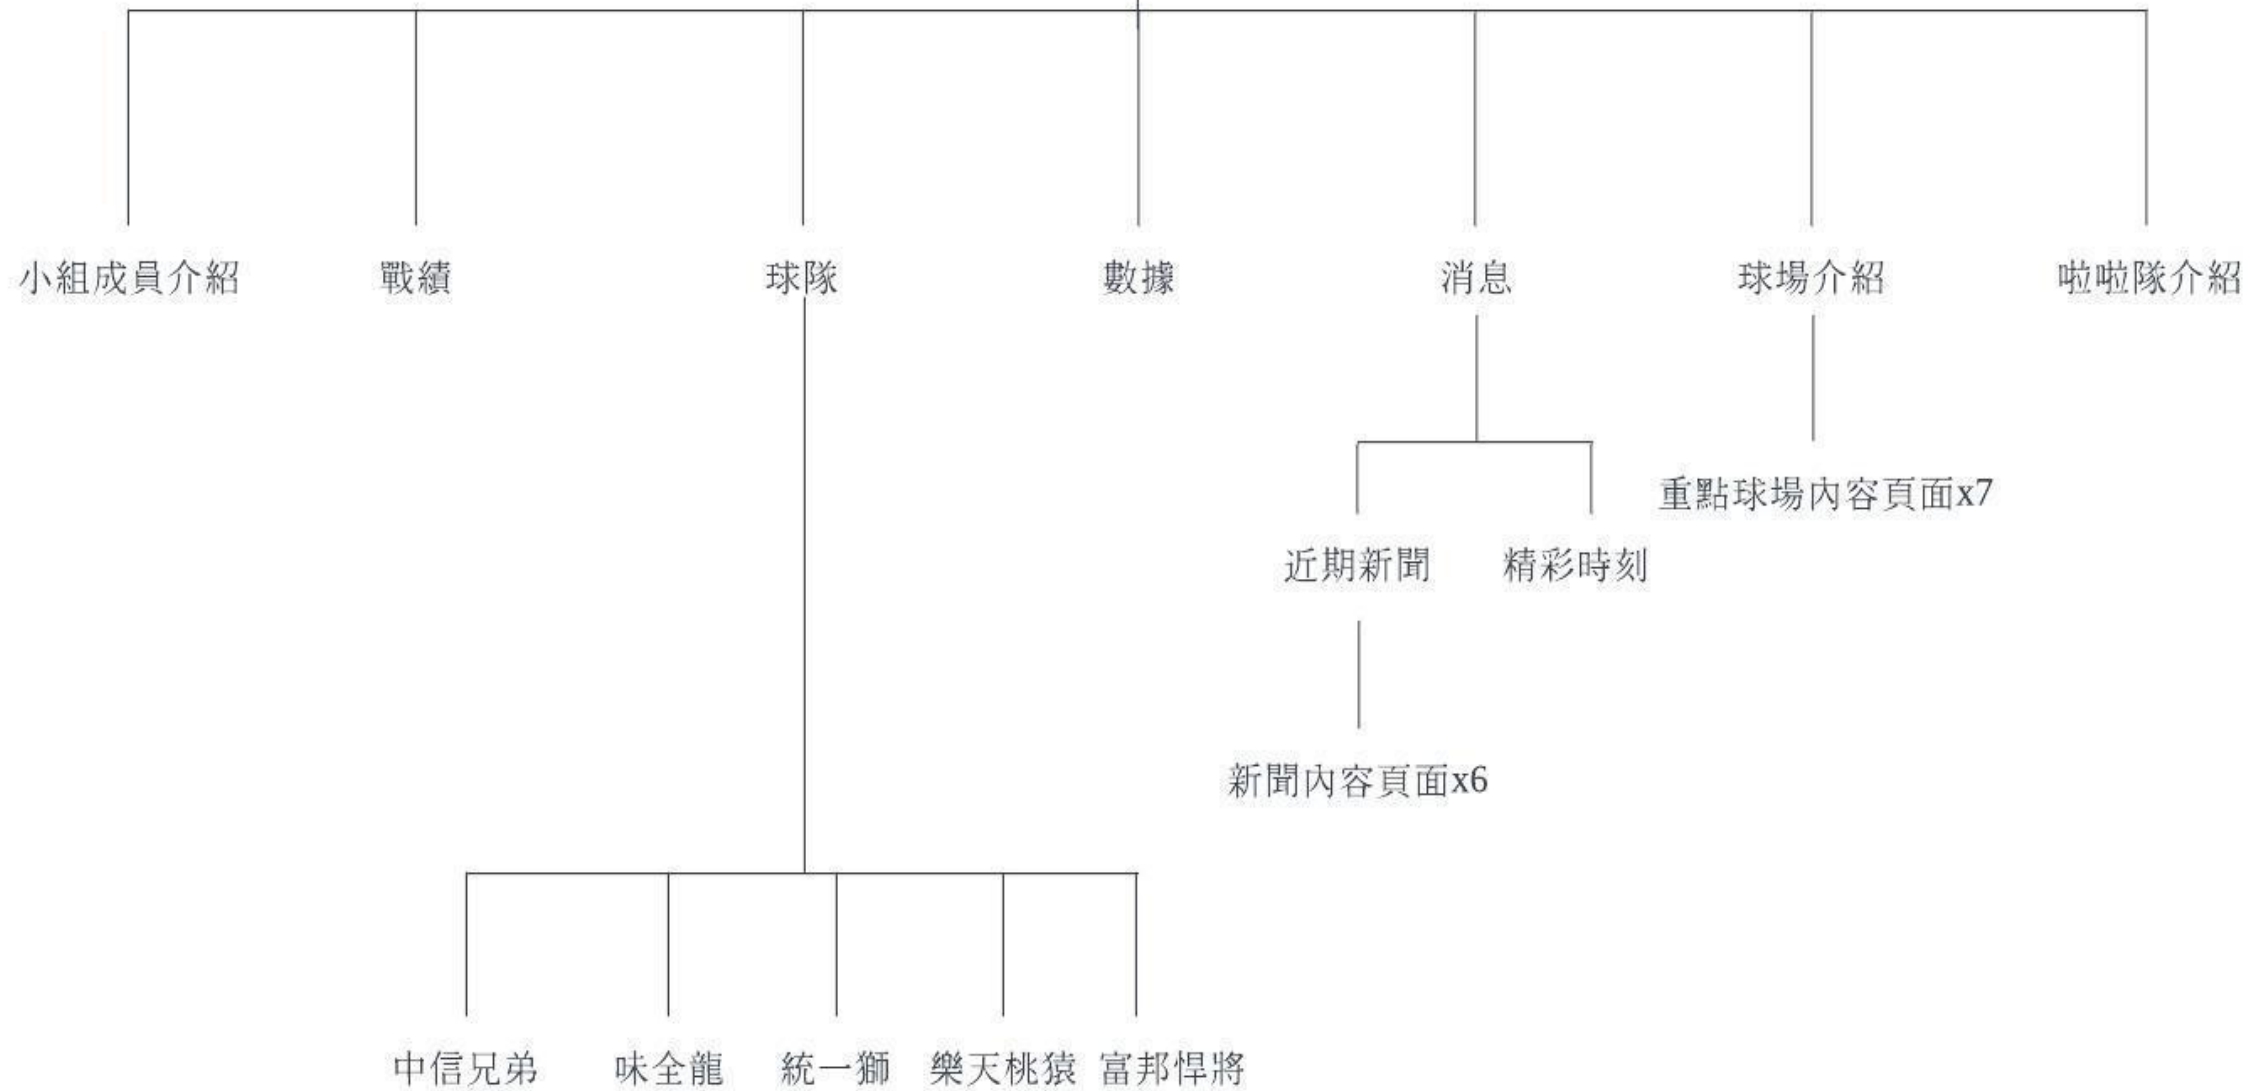 小組成員介紹
戰績
球隊
數據
消息
球場介紹
啦啦隊介紹
重點球場內容頁面x7
近期新聞
精彩時刻
新聞內容頁面x6
中信兄弟
味全龍
統一獅
樂天桃猿
富邦悍將